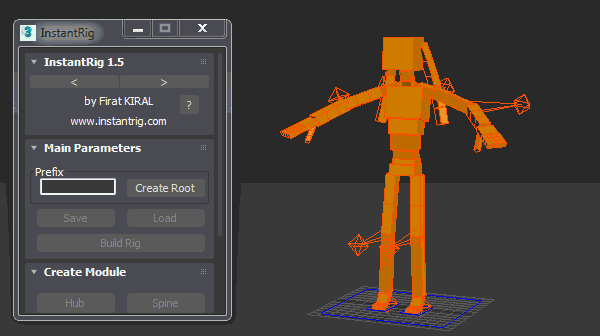 InstantRig
InstantRig 1.5
< >
by Firat KIRAL ?
www.instantrig.com
Main Parameters
Prefix
Create Root
Save Load
Build Rig
Create Module
Hub Spine